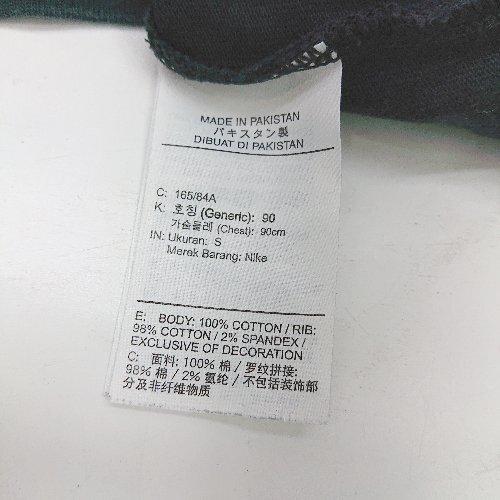 MADE IN PAKISTAN
パキスタン製
DIBUAT DI PAKISTAN
C: 165/84A
K: 호칭 (Generic): 90
가슴둘레 (Chest): 90cm
IN: Ukuran: S
Merek Barang: Nike
E: BODY: 100% COTTON / RIB:
98% COTTON / 2% SPANDEX /
EXCLUSIVE OF DECORATION
C: 面料: 100% 棉 / 罗纹拼接:
98% 棉 / 2% 氨纶 / 不包括装饰部
分及非纤维物质